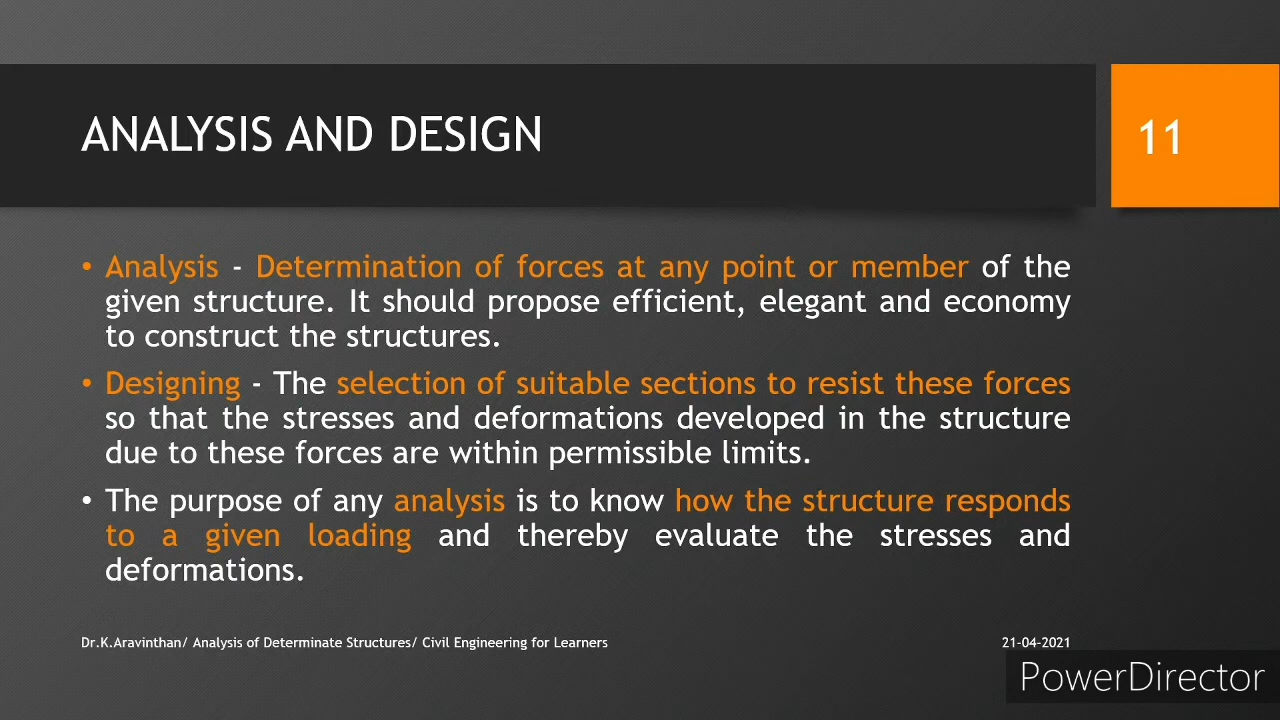 ANALYSIS AND DESIGN
11
• Analysis - Determination of forces at any point or member of the
given structure. It should propose efficient, elegant and economy
to construct the structures.
• Designing - The selection of suitable sections to resist these forces
so that the stresses and deformations developed in the structure
due to these forces are within permissible limits.
• The purpose of any analysis is to know how the structure responds
to a given loading and thereby evaluate the stresses and
deformations.
Dr.K.Aravinthan/ Analysis of Determinate Structures/ Civil Engineering for Learners
21-04-2021
PowerDirector